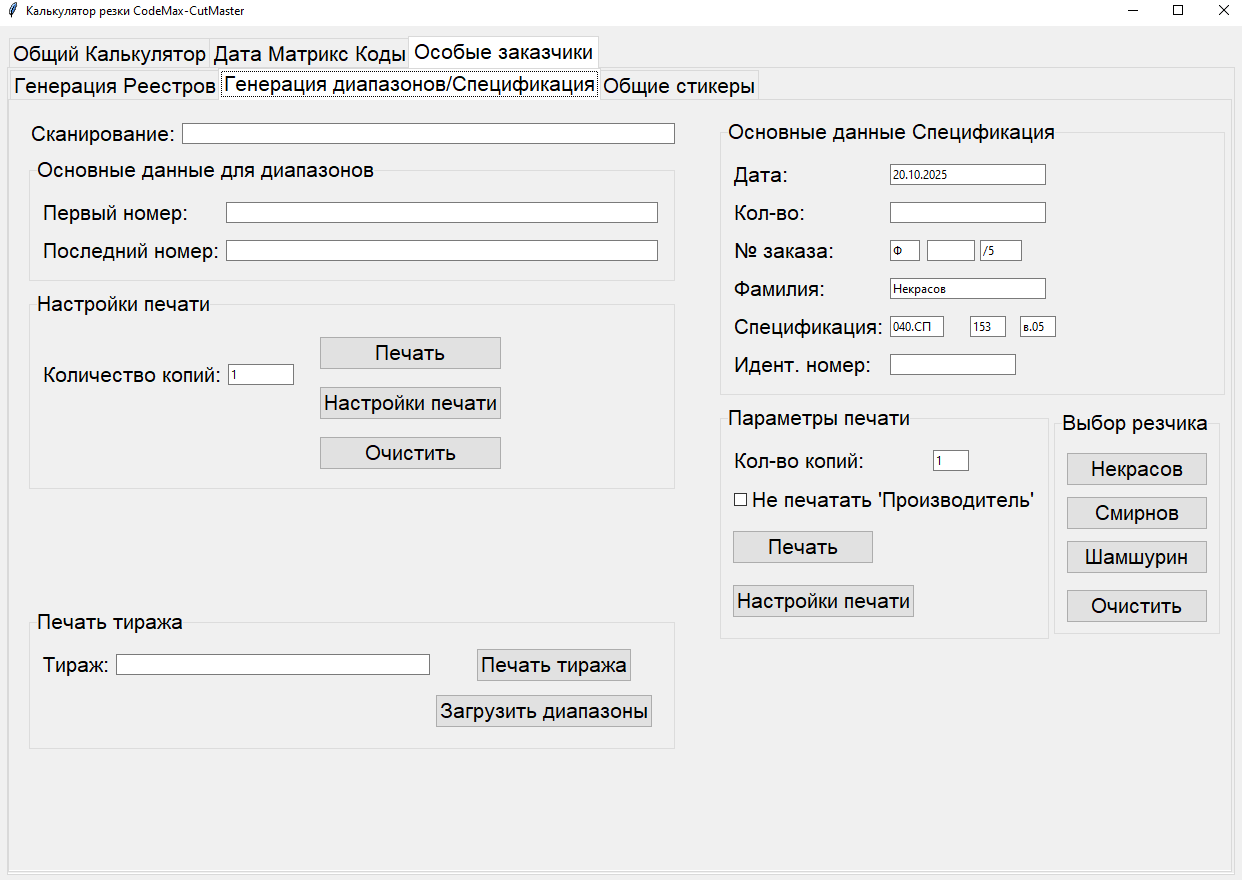 Калькулятор резки CodeMax-CutMaster
Общий Калькулятор Дата Матрикс Коды Особые заказчики
Генерация Реестров Генерация диапазонов/Спецификация Общие стикеры
Сканирование:
Основные данные для диапазонов
Первый номер:
Последний номер:
Настройки печати
Количество копий: 1
Печать
Настройки печати
Очистить
Печать тиража
Тираж:
Печать тиража
Загрузить диапазоны
Основные данные Спецификация
Дата: 20.10.2025
Кол-во:
№ заказа: Ф /5
Фамилия: Некрасов
Спецификация: 040.СП 153 в.05
Идент. номер:
Параметры печати
Кол-во копий: 1
Не печатать 'Производитель'
Печать
Настройки печати
Выбор резчика
Некрасов
Смирнов
Шамшурин
Очистить